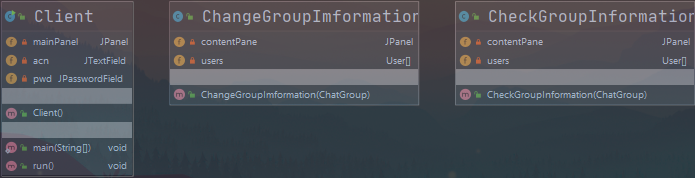 Client
mainPanel JPanel
acn JTextField
pwd JPasswordField
Client()
main(String[]) void
run() void
ChangeGroupImformation
contentPane JPanel
users User[]
ChangeGroupImformation(ChatGroup)
CheckGroupInformation
contentPane JPanel
users User[]
CheckGroupInformation(ChatGroup)